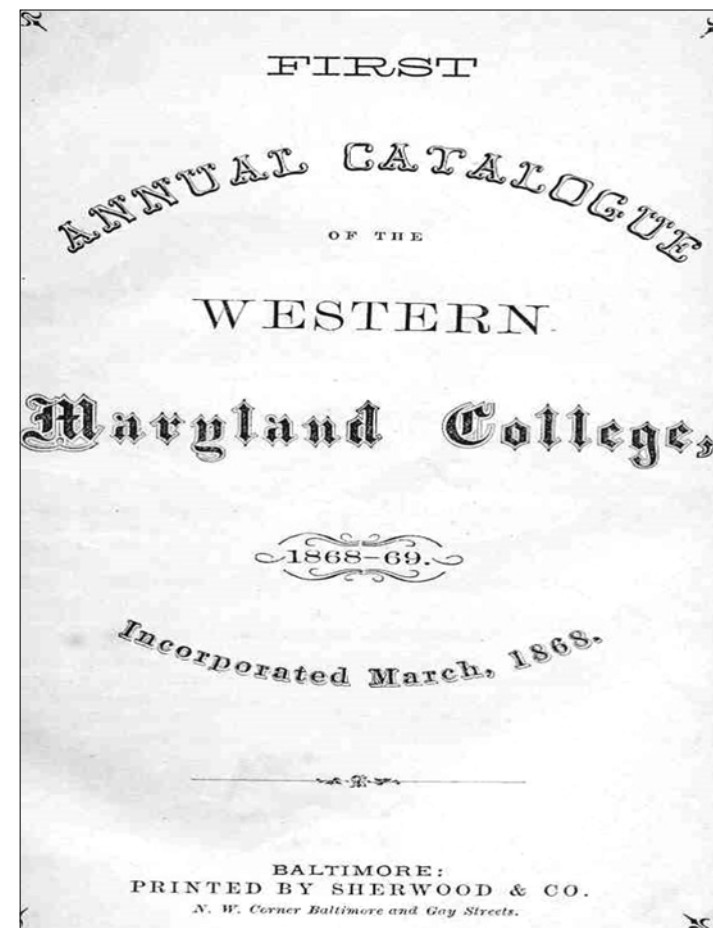 FIRST
ANNUAL CATALOGUE
OF THE
WESTERN
Maryland College,
1868-69.
Incorporated March, 1868.
BALTIMORE:
PRINTED BY SHERWOOD & CO.
N. W. Corner Baltimore and Gay Streets.